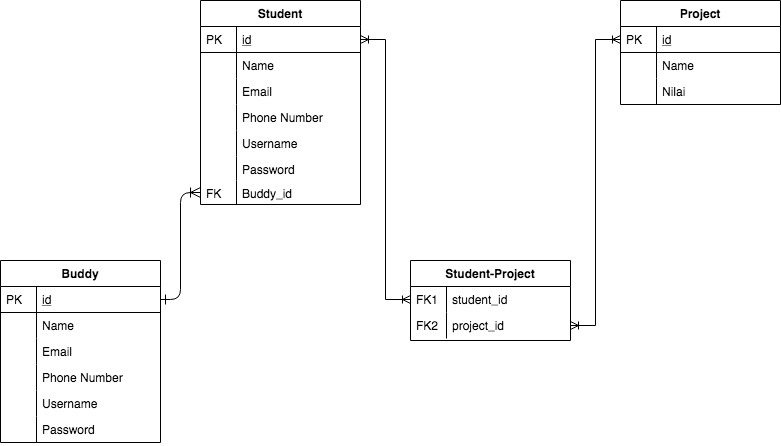 Student
PK id
Name
Email
Phone Number
Username
Password
FK Buddy_id
Project
PK id
Name
Nilai
Buddy
PK id
Name
Email
Phone Number
Username
Password
Student-Project
FK1 student_id
FK2 project_id